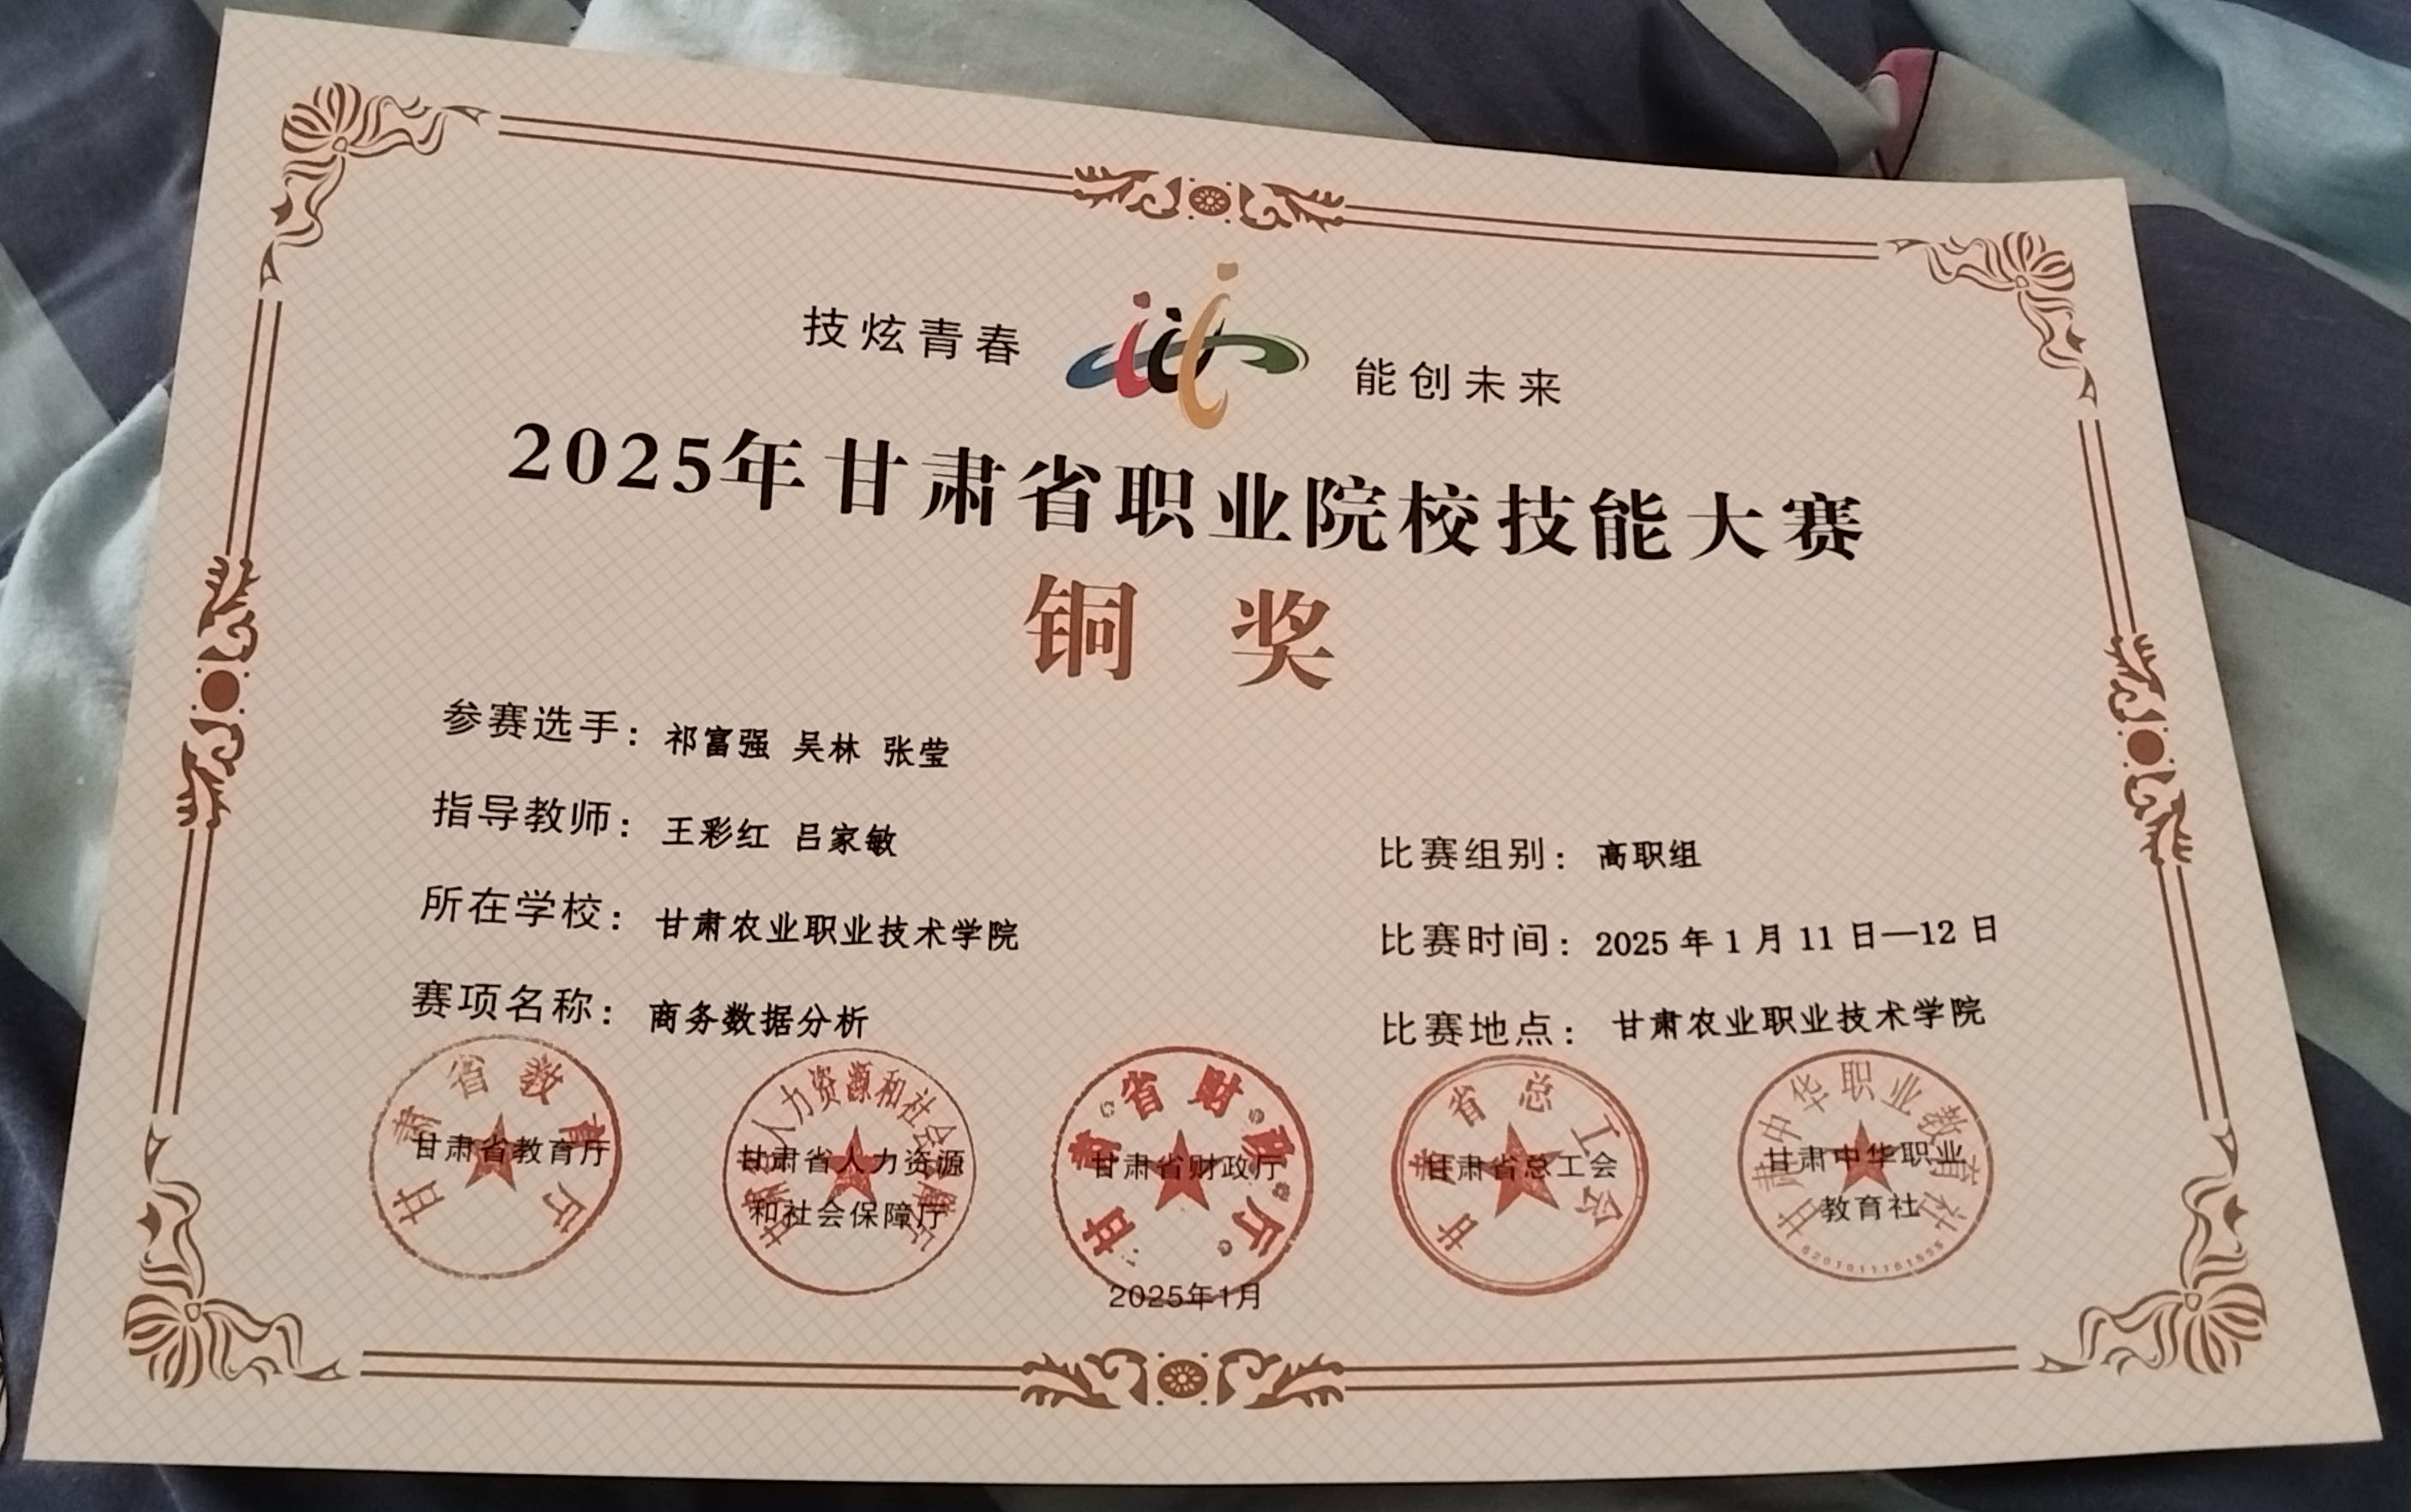 技炫青春 能创未来
2025年甘肃省职业院校技能大赛
铜奖
参赛选手：祁富强 吴林 张莹
指导教师：王彩红 吕家敏
所在学校：甘肃农业职业技术学院
赛项名称：商务数据分析
比赛组别：高职组
比赛时间：2025年1月11日—12日
比赛地点：甘肃农业职业技术学院
甘肃省教育厅
甘肃省教育厅
甘肃省人力资源和社会保障厅
甘肃省人力资源
和社会保障厅
甘肃省财政厅
甘肃省财政厅
甘肃省总工会
甘肃省总工会
甘肃中华职业教育社
甘肃中华职业
教育社
2025年1月